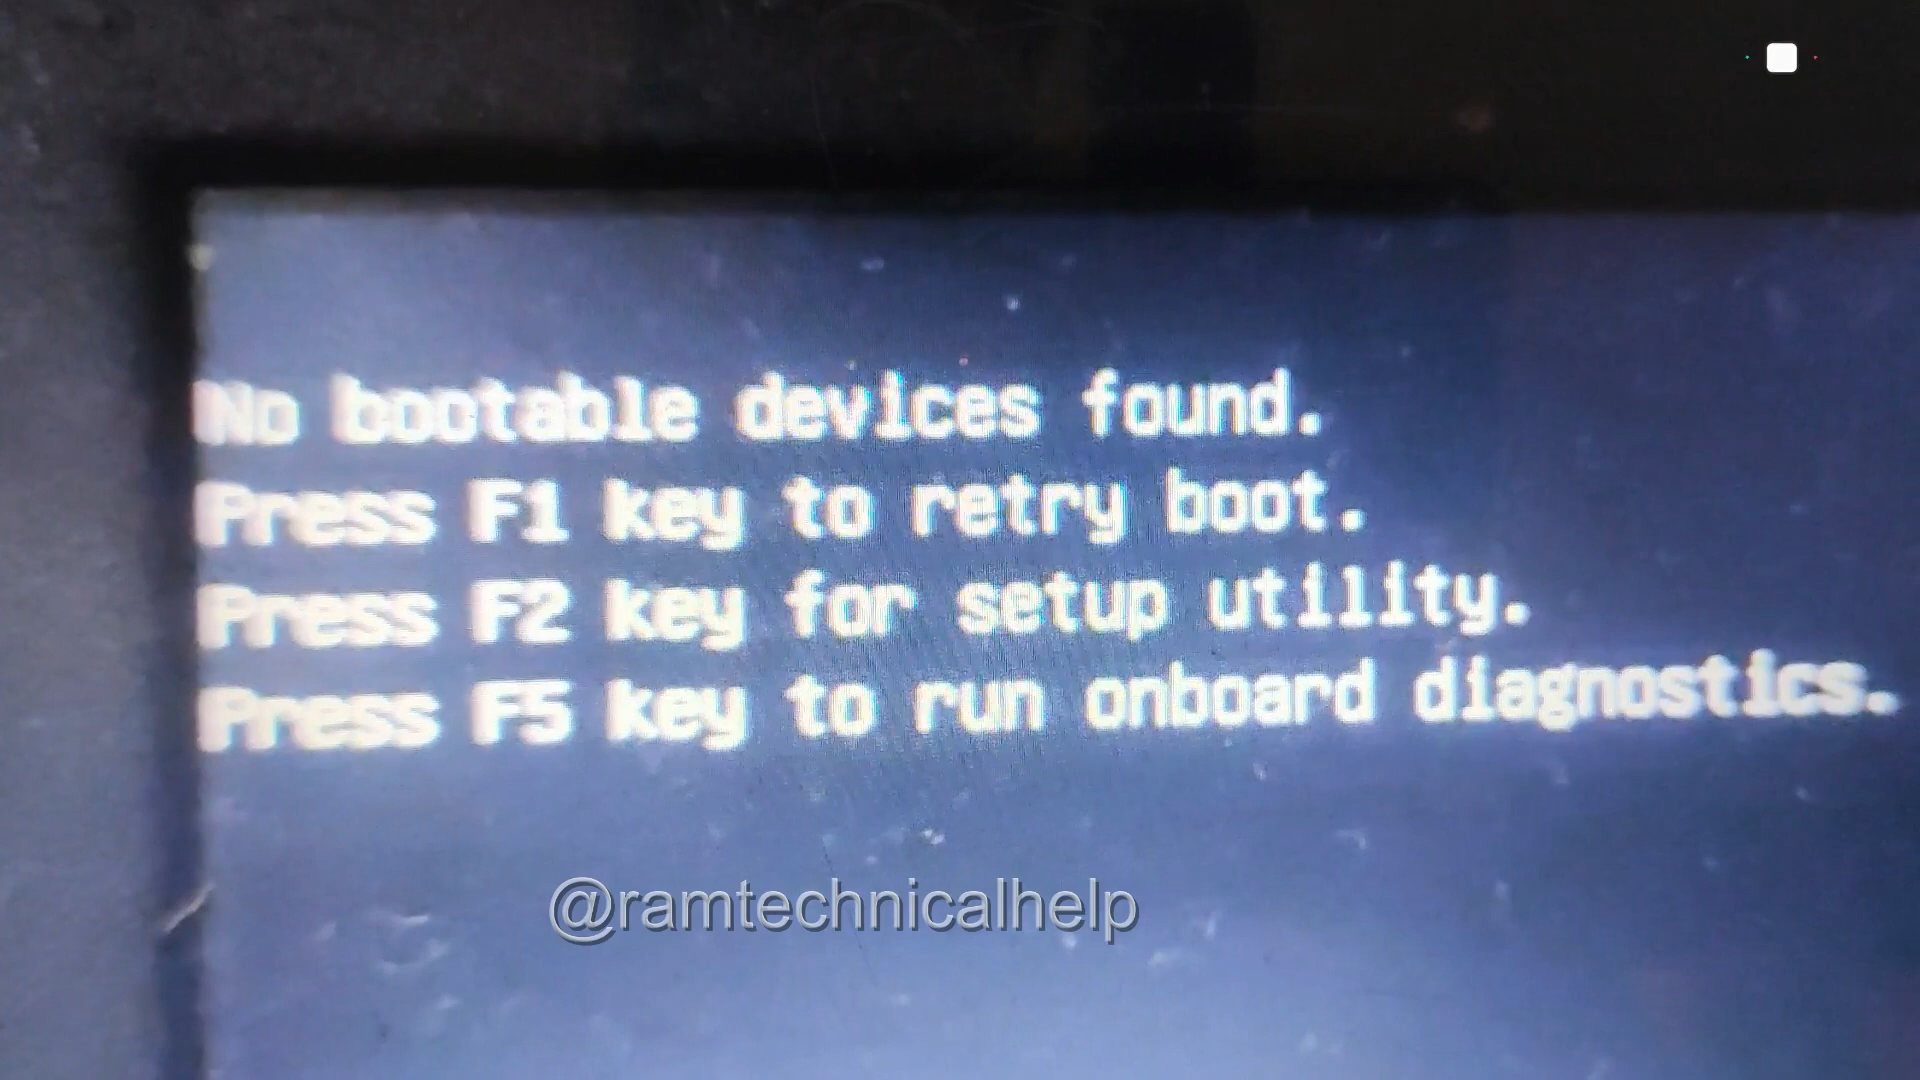 No bootable devices found.
Press F1 key to retry boot.
Press F2 key for setup utility.
Press F5 key to run onboard diagnostics.
@ramtechnicalhelp